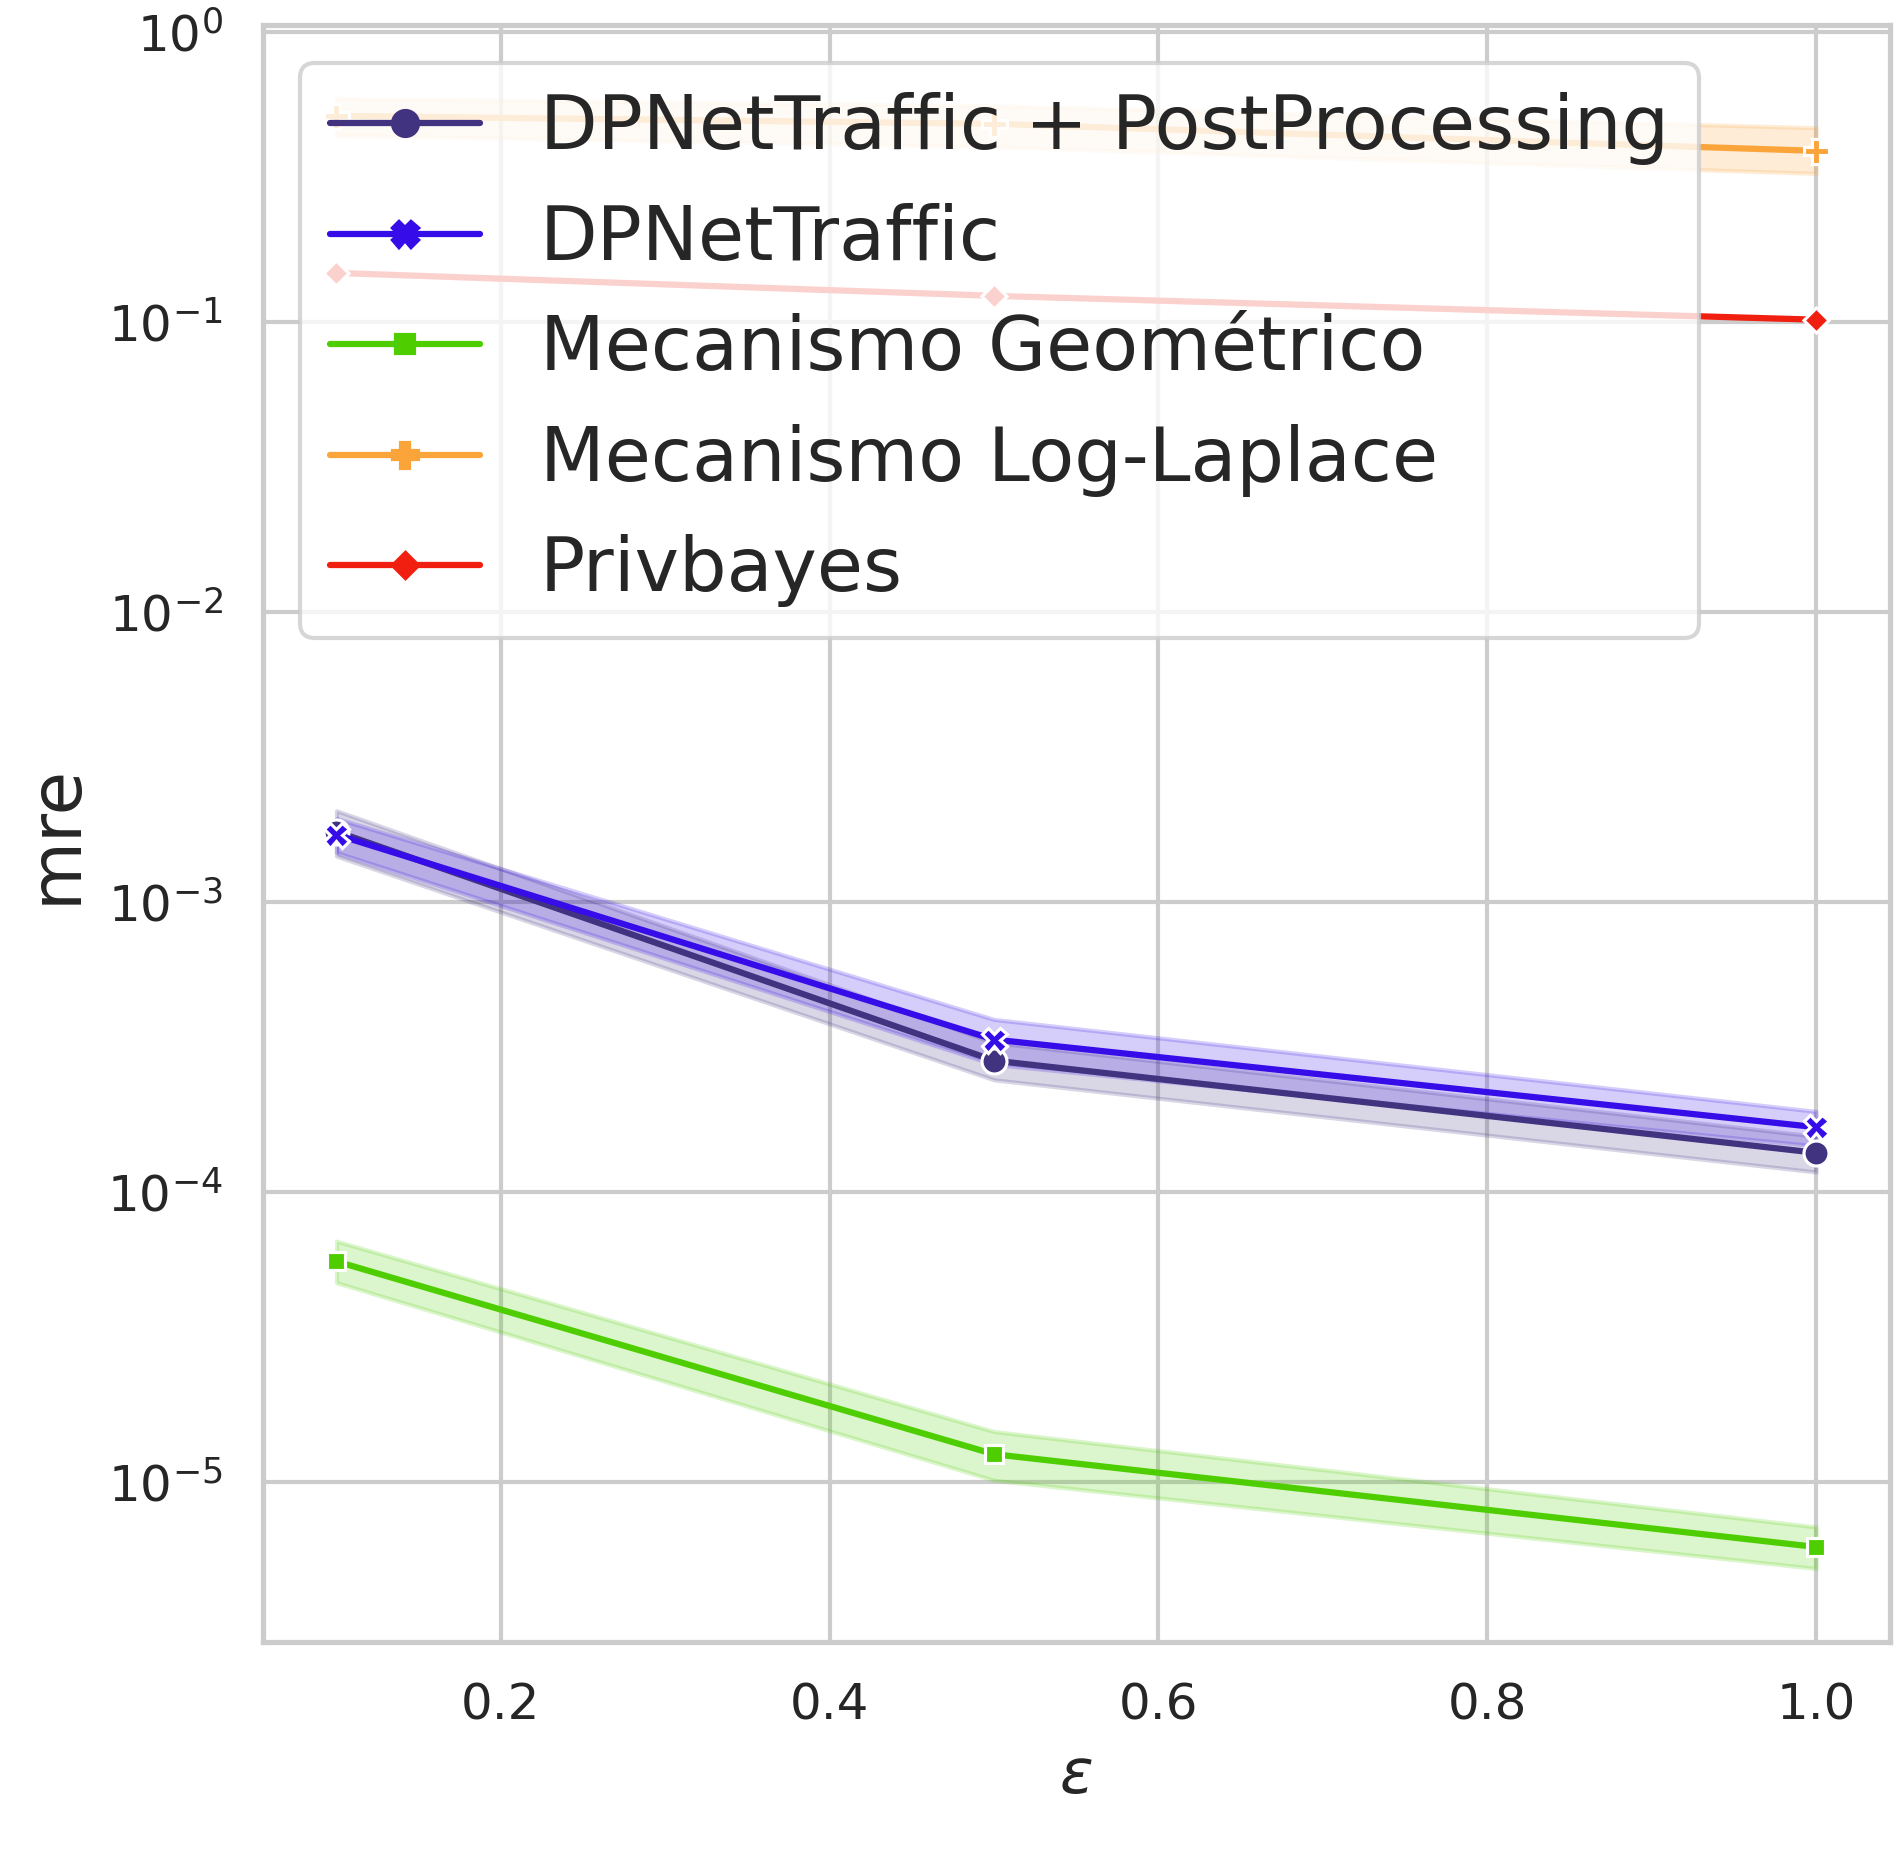 10⁰
10⁻¹
10⁻²
10⁻³
10⁻⁴
10⁻⁵
mre
DPNetTraffic + PostProcessing
DPNetTraffic
Mecanismo Geométrico
Mecanismo Log-Laplace
Privbayes
0.2 0.4 0.6 0.8 1.0
ε